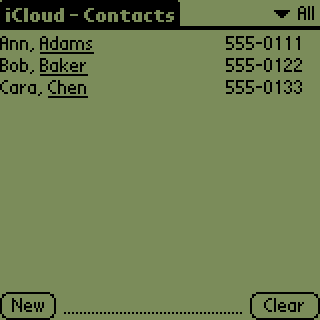 iCloud - Contacts
All
Ann, Adams 555-0111
Bob, Baker 555-0122
Cara, Chen 555-0133
New Clear